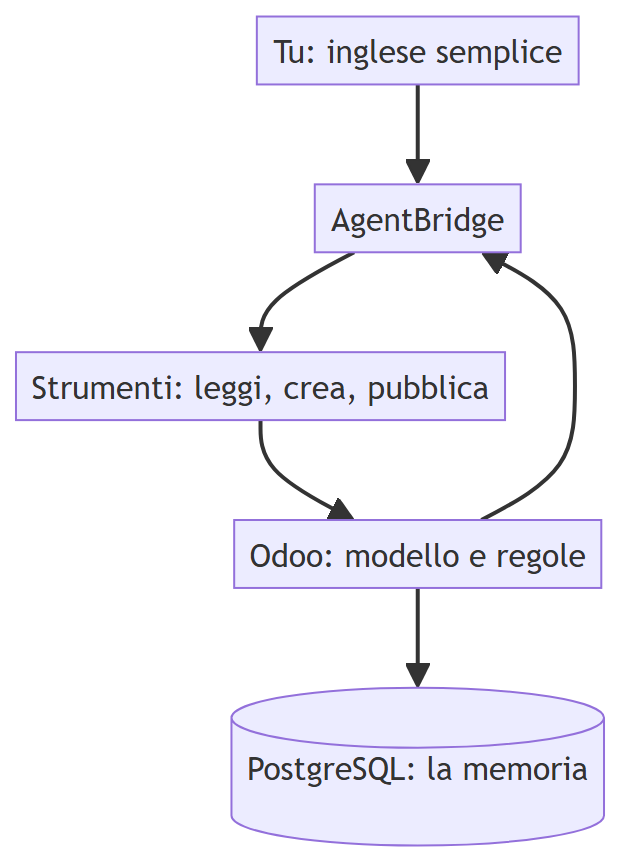 Tu: inglese semplice
AgentBridge
Strumenti: leggi, crea, pubblica
Odoo: modello e regole
PostgreSQL: la memoria